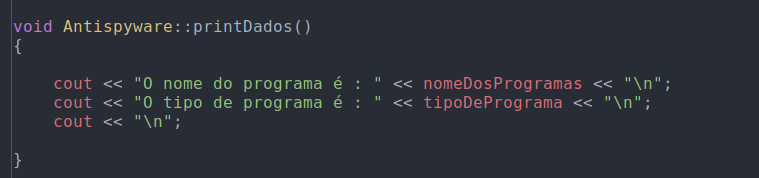 void Antispyware::printDados()
{
cout << "O nome do programa é : " << nomeDosProgramas << "\n";
cout << "O tipo de programa é : " << tipoDePrograma << "\n";
cout << "\n";
}